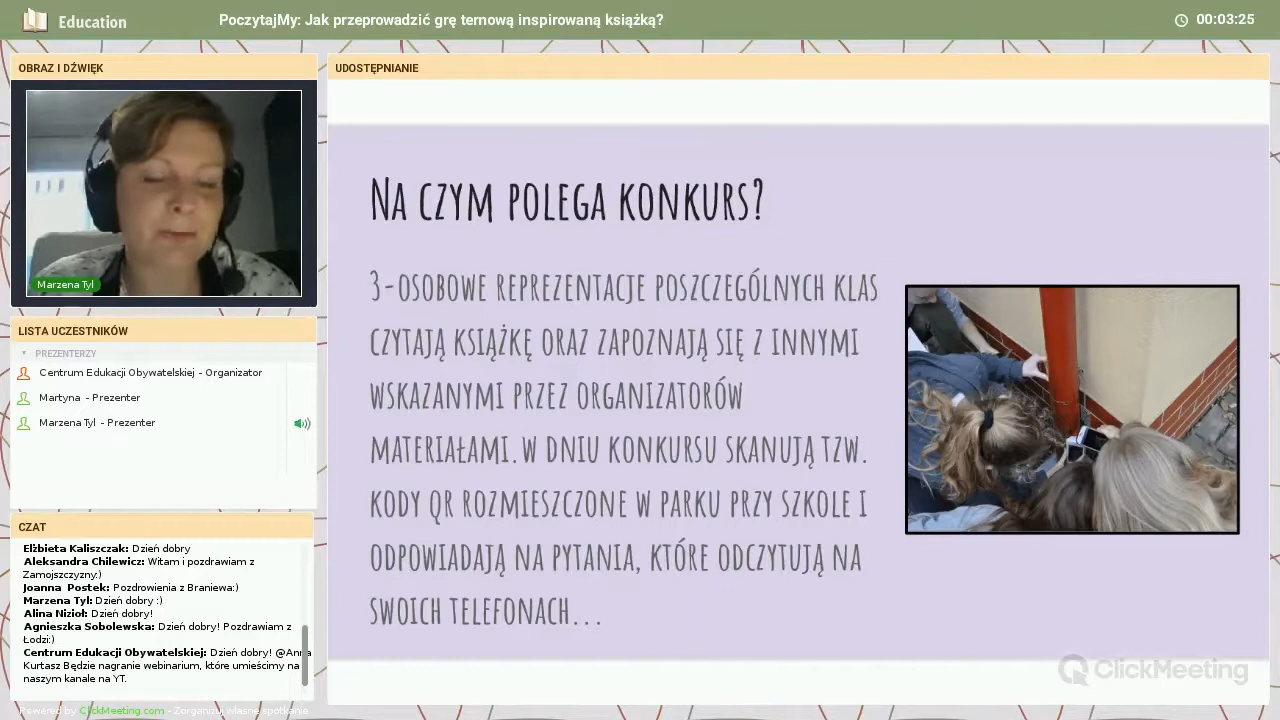 Education
PoczytajMy: Jak przeprowadzić grę ternową inspirowaną książką?
00:03:25
OBRAZ I DŹWIĘK
Marzena Tyl
LISTA UCZESTNIKÓW
PREZENTERZY
Centrum Edukacji Obywatelskiej - Organizator
Martyna - Prezenter
Marzena Tyl - Prezenter
CZAT
Elżbieta Kaliszczak: Dzień dobry
Aleksandra Chilewicz: Witam i pozdrawiam z
Zamojszczyzny:)
Joanna Postek: Pozdrowienia z Braniewa:)
Marzena Tyl: Dzień dobry :)
Alina Nizioł: Dzień dobry!
Agnieszka Sobolewska: Dzień dobry! Pozdrawiam z
Łodzi:)
Centrum Edukacji Obywatelskiej: Dzień dobry! @Anna
Kurtasz Będzie nagranie webinarium, które umieścimy na
naszym kanale na YT.
Powered by ClickMeeting.com - Zorganizuj własne spotkanie
UDOSTĘPNIANIE
Na czym polega konkurs?
3-osobowe reprezentacje poszczególnych klas
czytają książkę oraz zapoznają się z innymi
wskazanymi przez organizatorów
materiałami.W dniu konkursu skanują tzw.
kody QR rozmieszczone w parku przy szkole i
odpowiadają na pytania, które odczytują na
swoich telefonach...
ClickMeeting